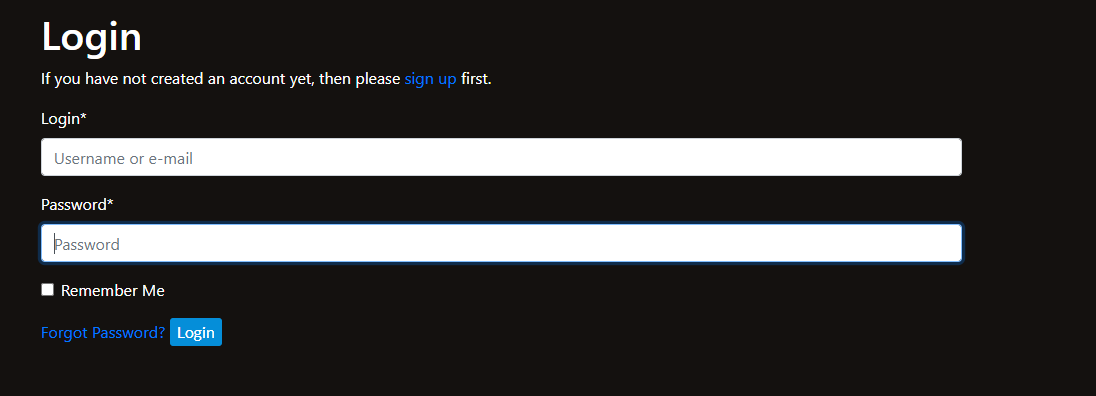 Login
If you have not created an account yet, then please sign up first.
Login*
Username or e-mail
Password*
Password
Remember Me
Forgot Password? Login